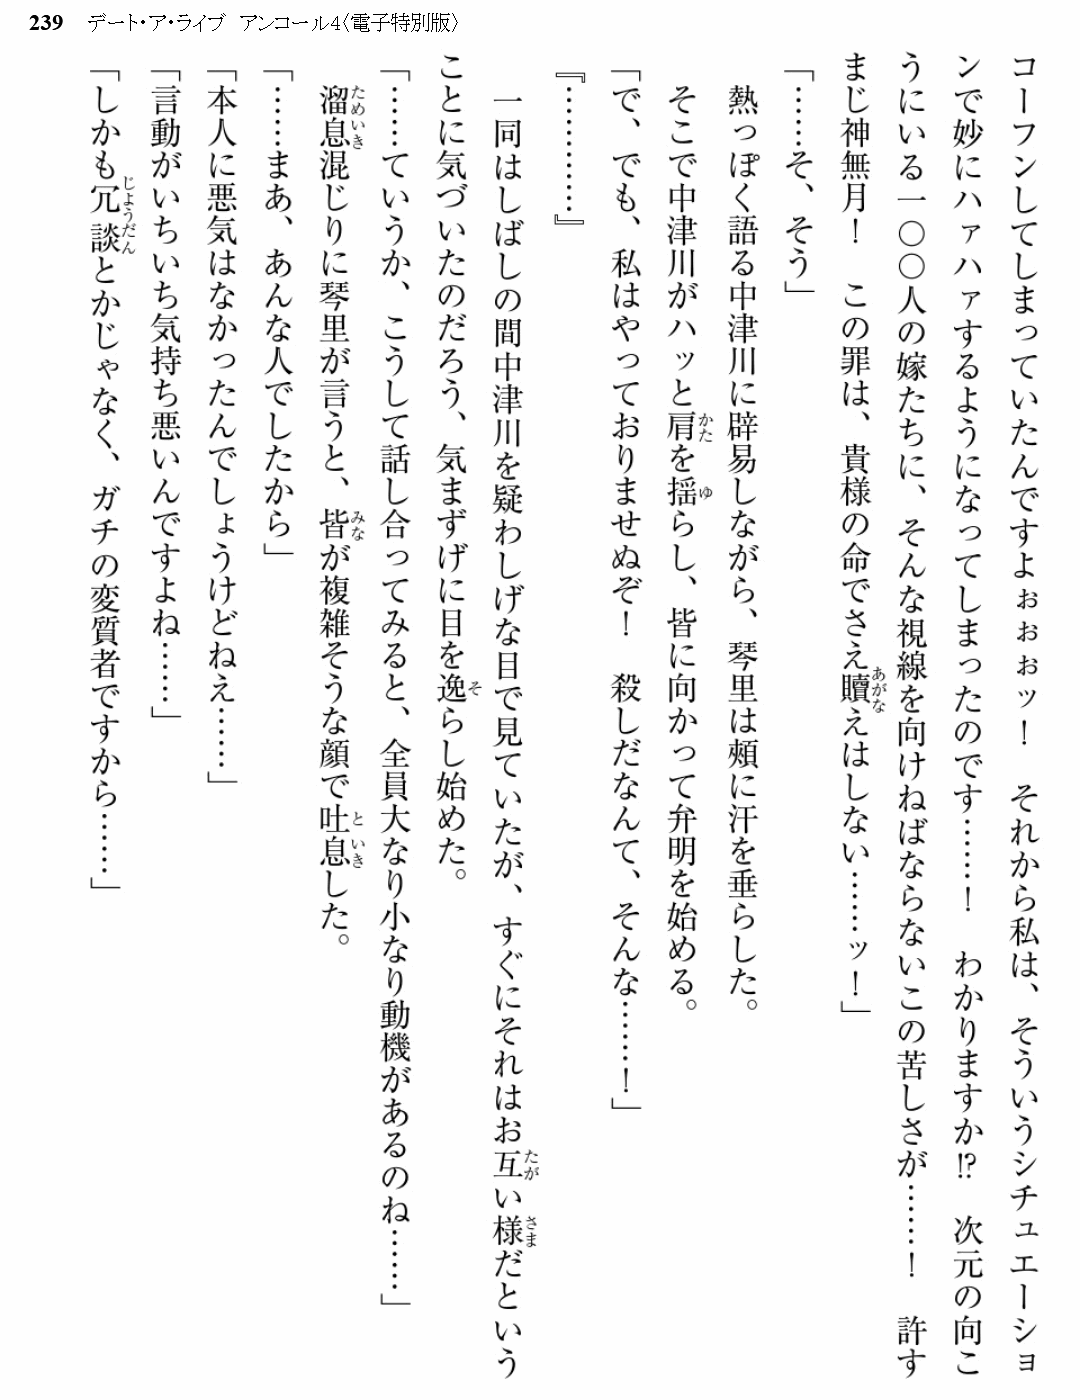 239 デート・ア・ライブ アンコール4〈電子特別版〉
コーフンしてしまっていたんですよぉぉぉッ！　それから私は、そういうシチュエーショ
ンで妙にハァハァするようになってしまったのです……！　わかりますか⁉　次元の向こ
うにいる一〇〇人の嫁たちに、そんな視線を向けねばならないこの苦しさが……！　許す
まじ神無月！　この罪は、貴様の命でさえ贖えはしない……ッ！」
「……そ、そう」
　熱っぽく語る中津川に辟易しながら、琴里は頰に汗を垂らした。
　そこで中津川がハッと肩を揺らし、皆に向かって弁明を始める。
「で、でも、私はやっておりませぬぞ！　殺しだなんて、そんな……！」
『…………』
　一同はしばしの間中津川を疑わしげな目で見ていたが、すぐにそれはお互い様だという
ことに気づいたのだろう、気まずげに目を逸らし始めた。
「……ていうか、こうして話し合ってみると、全員大なり小なり動機があるのね……」
　溜息混じりに琴里が言うと、皆が複雑そうな顔で吐息した。
「……まあ、あんな人でしたから」
「本人に悪気はなかったんでしょうけどねえ……」
「言動がいちいち気持ち悪いんですよね……」
「しかも冗談とかじゃなく、ガチの変質者ですから……」